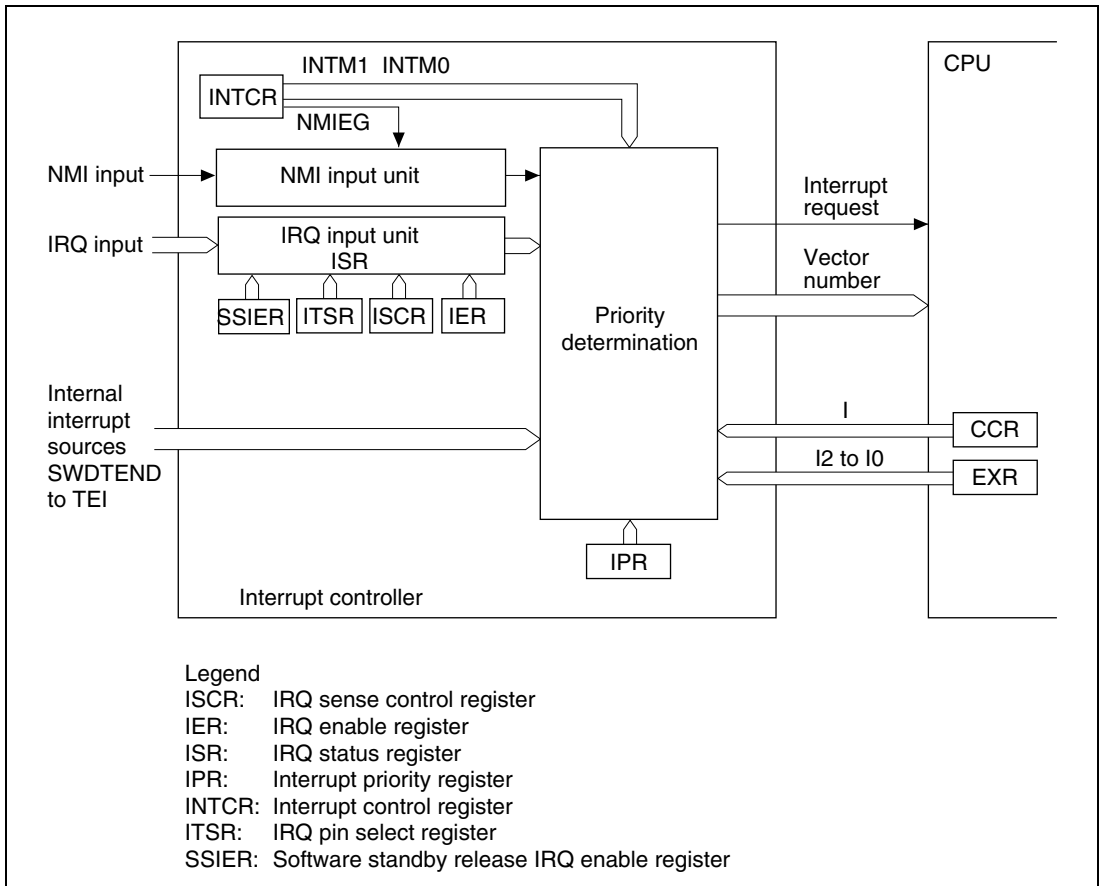 INTM1 INTM0
CPU
INTCR
NMIEG
NMI input
NMI input unit
Interrupt
request
IRQ input
IRQ input unit
ISR
Vector
number
SSIER
ITSR
ISCR
IER
Priority
determination
Internal
interrupt
sources
SWDTEND
to TEI
I
CCR
I2 to I0
EXR
IPR
Interrupt controller
Legend
ISCR: IRQ sense control register
IER: IRQ enable register
ISR: IRQ status register
IPR: Interrupt priority register
INTCR: Interrupt control register
ITSR: IRQ pin select register
SSIER: Software standby release IRQ enable register